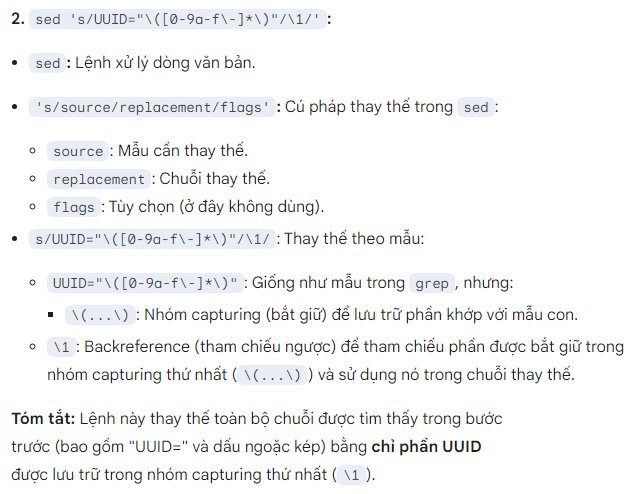 2. sed 's/UUID="\([0-9a-f\-]*\)"/\1/' :
• sed : Lệnh xử lý dòng văn bản.
• 's/source/replacement/flags' : Cú pháp thay thế trong sed :
○ source : Mẫu cần thay thế.
○ replacement : Chuỗi thay thế.
○ flags : Tùy chọn (ở đây không dùng).
• s/UUID="\([0-9a-f\-]*\)"/\1/ : Thay thế theo mẫu:
○ UUID="\([0-9a-f\-]*\)" : Giống như mẫu trong grep , nhưng:
▪ \(...\) : Nhóm capturing (bắt giữ) để lưu trữ phần khớp với mẫu con.
○ \1 : Backreference (tham chiếu ngược) để tham chiếu phần được bắt giữ trong
nhóm capturing thứ nhất ( \(...\) ) và sử dụng nó trong chuỗi thay thế.
Tóm tắt: Lệnh này thay thế toàn bộ chuỗi được tìm thấy trong bước
trước (bao gồm "UUID=" và dấu ngoặc kép) bằng chỉ phần UUID
được lưu trữ trong nhóm capturing thứ nhất ( \1 ).